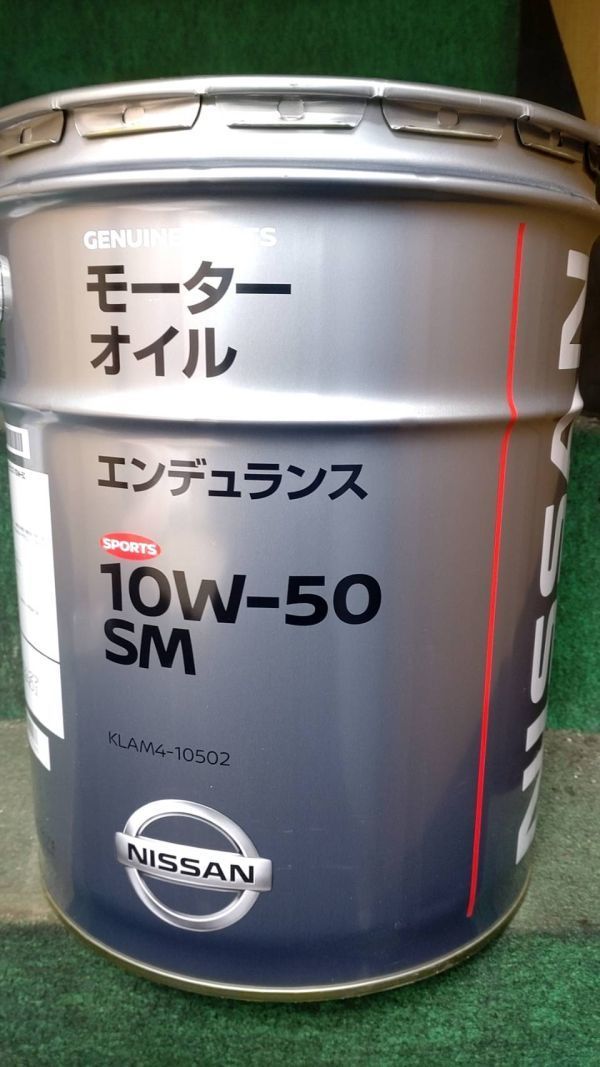 GENUINE PARTS
モーター
オイル
エンデュランス
SPORTS
10W-50
SM
KLAM4-10502
NISSAN
NISSAN